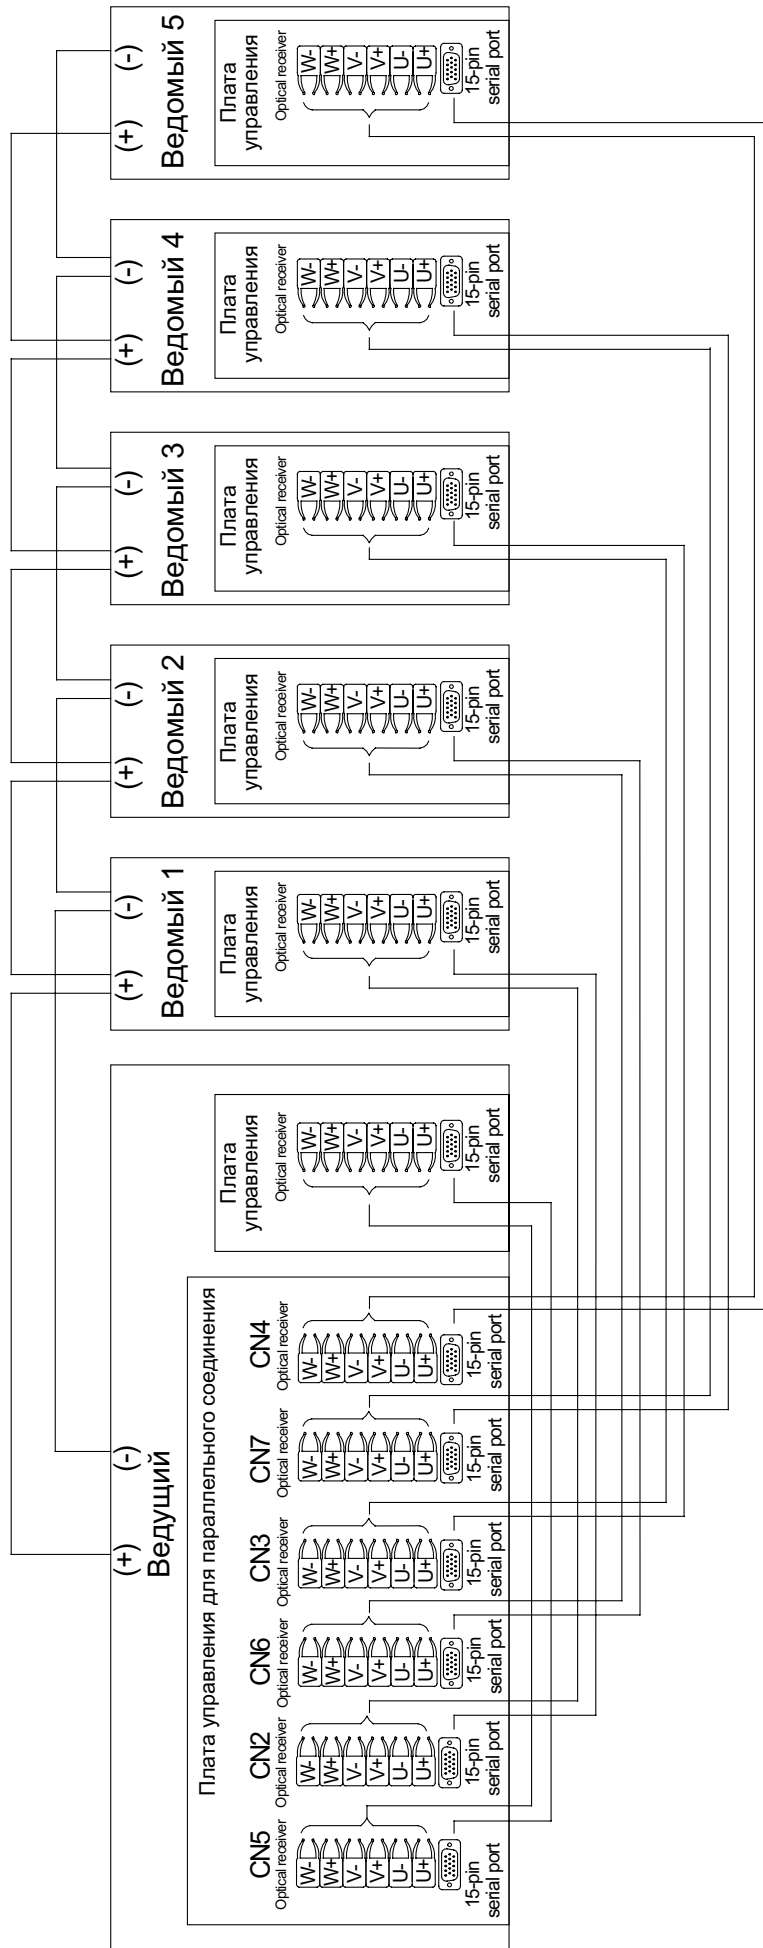 (+)
(-)
Ведущий
Плата управления для параллельного соединения
CN5
Optical receiver
W-
W+
V-
V+
U-
U+
15-pin
serial port
CN2
Optical receiver
W-
W+
V-
V+
U-
U+
15-pin
serial port
CN6
Optical receiver
W-
W+
V-
V+
U-
U+
15-pin
serial port
CN3
Optical receiver
W-
W+
V-
V+
U-
U+
15-pin
serial port
CN7
Optical receiver
W-
W+
V-
V+
U-
U+
15-pin
serial port
CN4
Optical receiver
W-
W+
V-
V+
U-
U+
15-pin
serial port
Плата
управления
Optical receiver
W-
W+
V-
V+
U-
U+
15-pin
serial port
(+)
(-)
Ведомый 1
Плата
управления
Optical receiver
W-
W+
V-
V+
U-
U+
15-pin
serial port
(+)
(-)
Ведомый 2
Плата
управления
Optical receiver
W-
W+
V-
V+
U-
U+
15-pin
serial port
(+)
(-)
Ведомый 3
Плата
управления
Optical receiver
W-
W+
V-
V+
U-
U+
15-pin
serial port
(+)
(-)
Ведомый 4
Плата
управления
Optical receiver
W-
W+
V-
V+
U-
U+
15-pin
serial port
(+)
(-)
Ведомый 5
Плата
управления
Optical receiver
W-
W+
V-
V+
U-
U+
15-pin
serial port